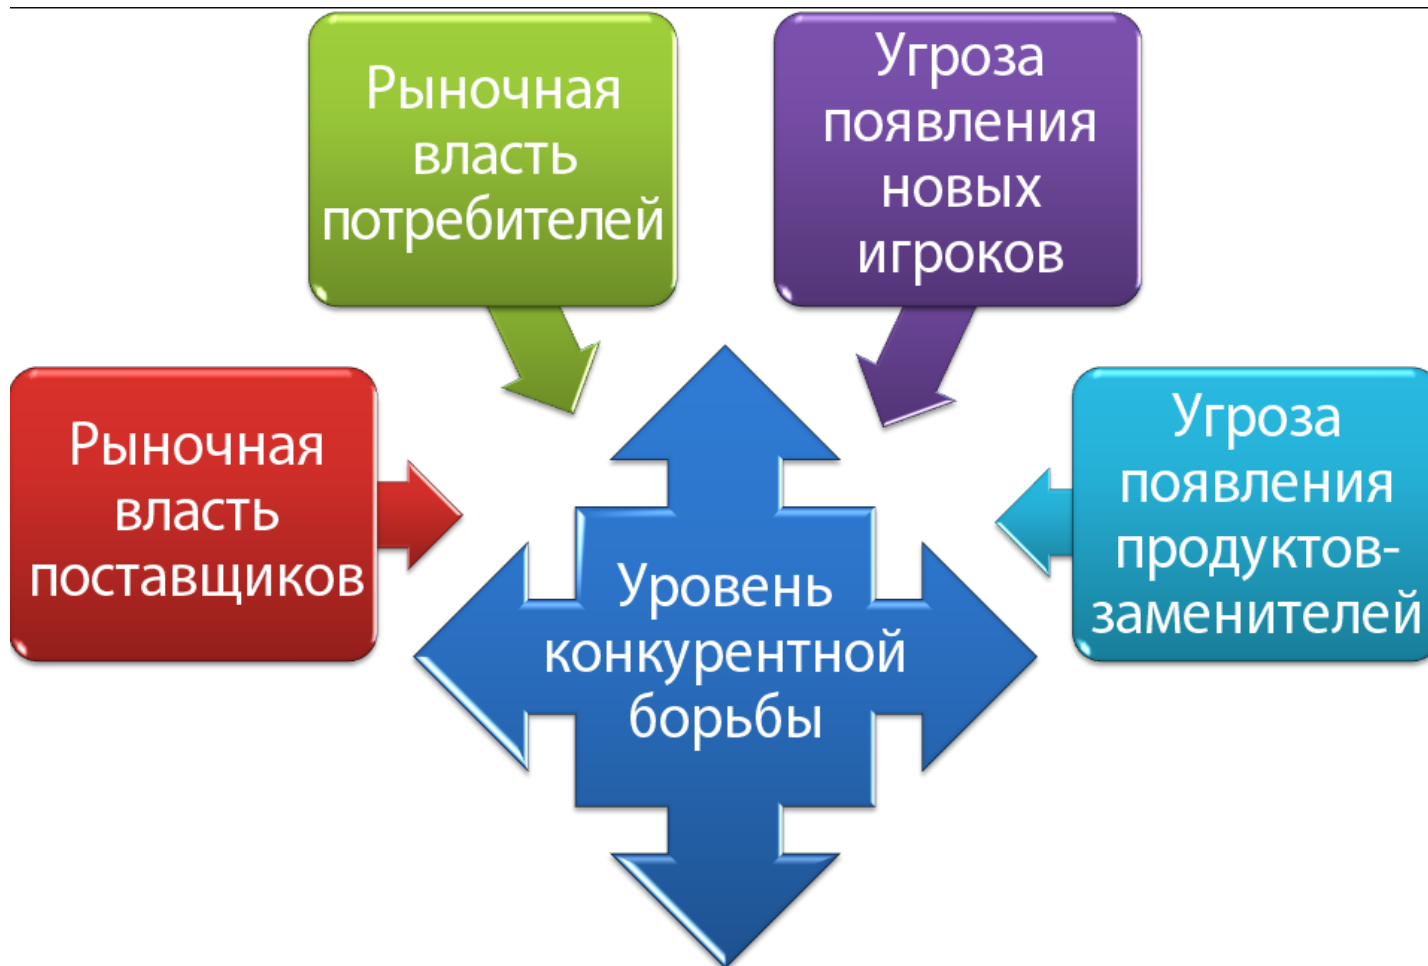 Рыночная
власть
потребителей
Угроза
появления
новых
игроков
Рыночная
власть
поставщиков
Угроза
появления
продуктов-
заменителей
Уровень
конкурентной
борьбы